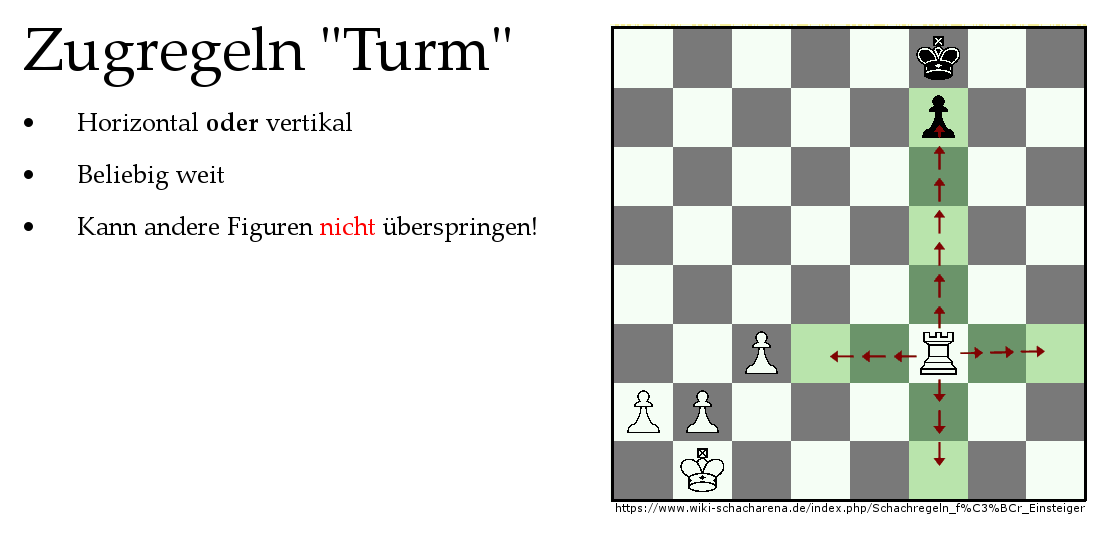 Zugregeln "Turm"
• Horizontal oder vertikal
• Beliebig weit
• Kann andere Figuren nicht überspringen!
https://www.wiki-schacharena.de/index.php/Schachregeln_f%C3%BCr_Einsteiger